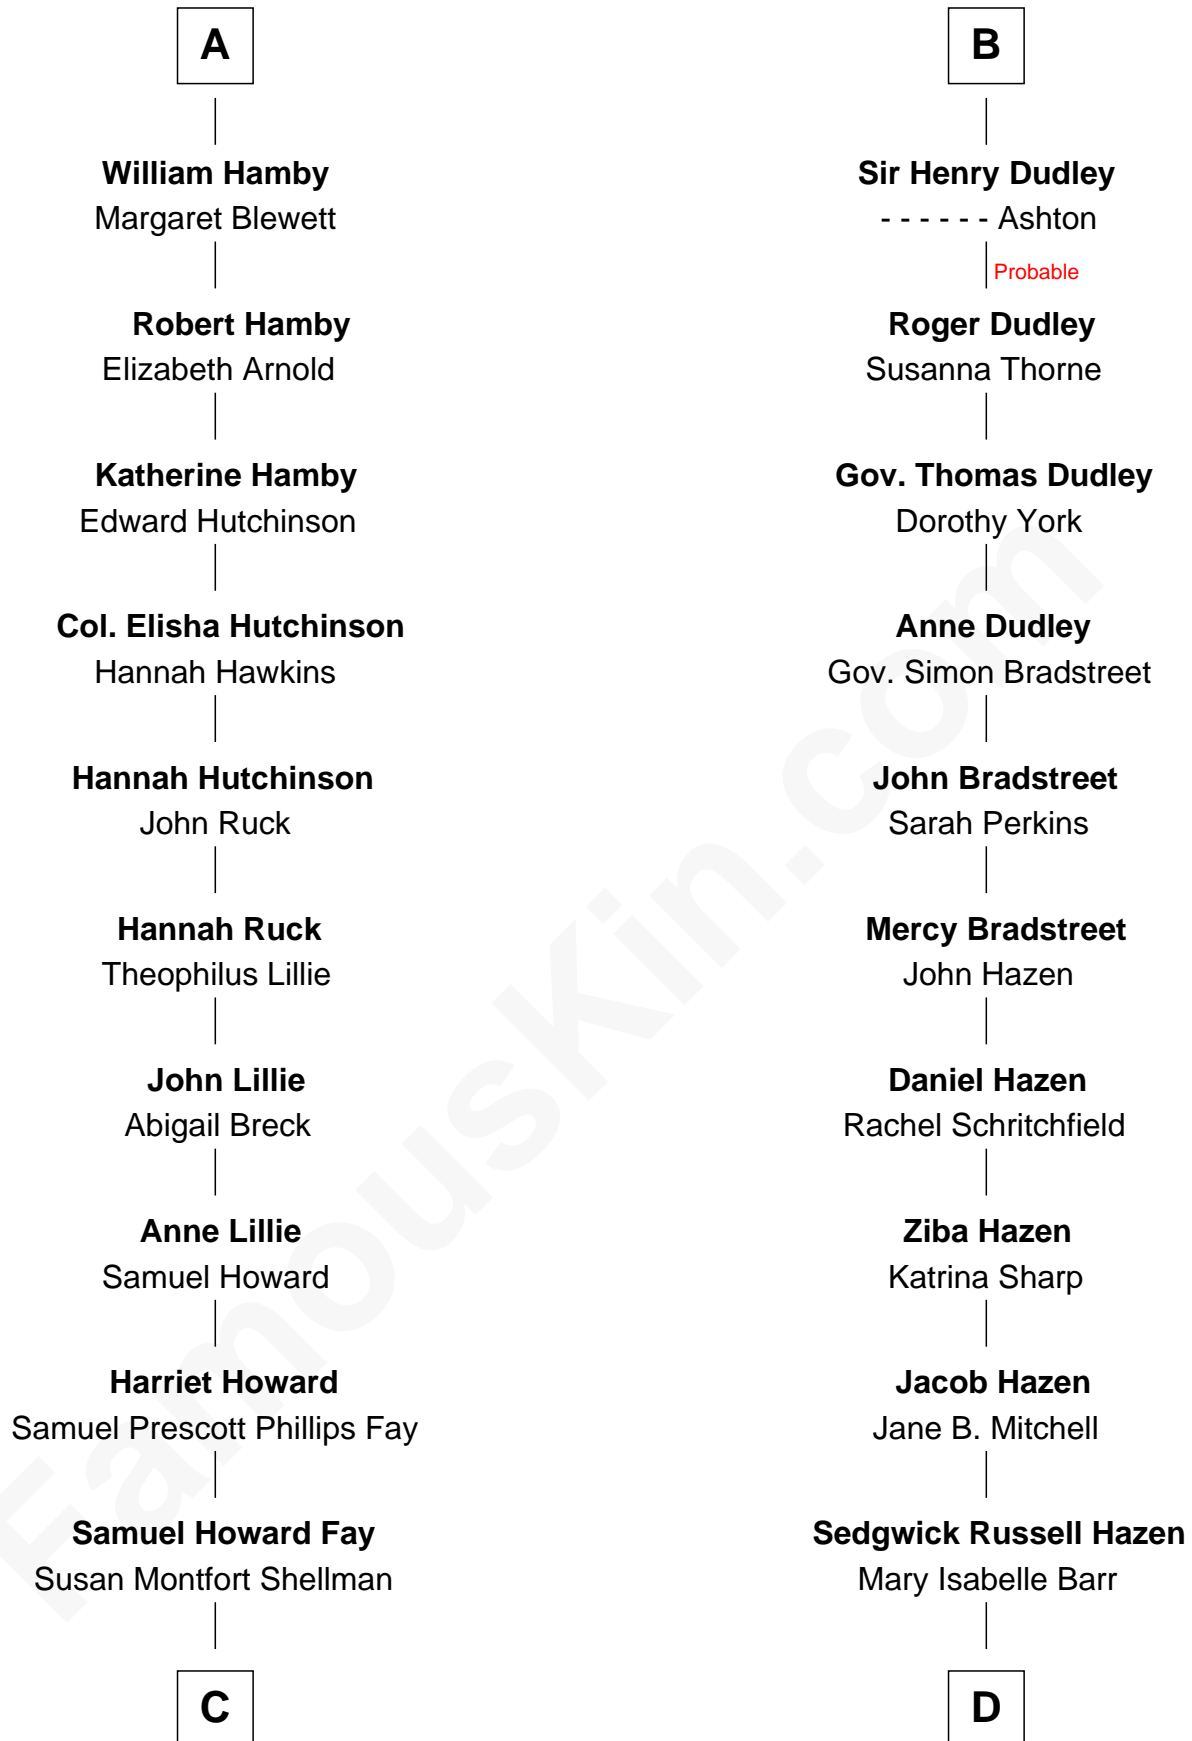 A
William Hamby
Margaret Blewett
Robert Hamby
Elizabeth Arnold
Katherine Hamby
Edward Hutchinson
Col. Elisha Hutchinson
Hannah Hawkins
Hannah Hutchinson
John Ruck
Hannah Ruck
Theophilus Lillie
John Lillie
Abigail Breck
Anne Lillie
Samuel Howard
Harriet Howard
Samuel Prescott Phillips Fay
Samuel Howard Fay
Susan Montfort Shellman
C
B
Sir Henry Dudley
- - - - - - Ashton
Probable
Roger Dudley
Susanna Thorne
Gov. Thomas Dudley
Dorothy York
Anne Dudley
Gov. Simon Bradstreet
John Bradstreet
Sarah Perkins
Mercy Bradstreet
John Hazen
Daniel Hazen
Rachel Schritchfield
Ziba Hazen
Katrina Sharp
Jacob Hazen
Jane B. Mitchell
Sedgwick Russell Hazen
Mary Isabelle Barr
D
FamousKin.com